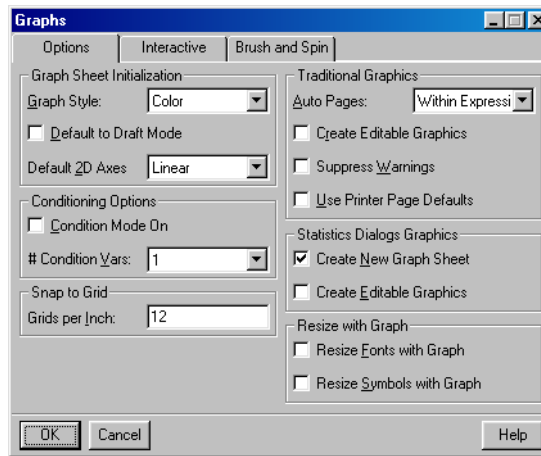 Graphs
Options
Interactive
Brush and Spin
Graph Sheet Initialization
Graph Style: Color
Default to Draft Mode
Default 2D Axes Linear
Conditioning Options
Condition Mode On
# Condition Vars: 1
Snap to Grid
Grids per Inch: 12
Traditional Graphics
Auto Pages: Within Expressi
Create Editable Graphics
Suppress Warnings
Use Printer Page Defaults
Statistics Dialogs Graphics
Create New Graph Sheet
Create Editable Graphics
Resize with Graph
Resize Fonts with Graph
Resize Symbols with Graph
OK
Cancel
Help